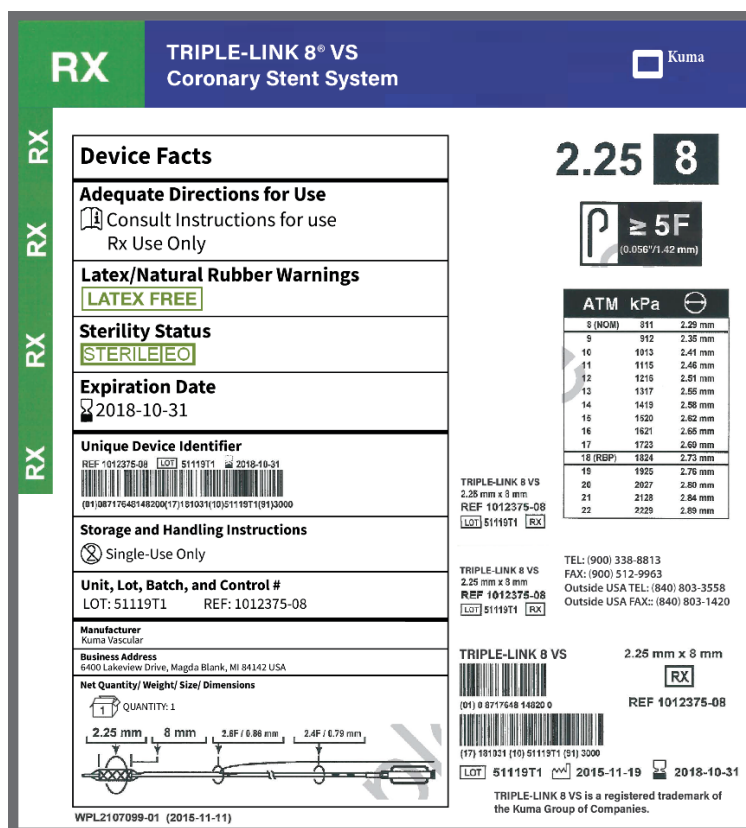 RX
TRIPLE-LINK 8® VS
Coronary Stent System
Kuma
RX
RX
RX
RX
Device Facts
Adequate Directions for Use
Consult Instructions for use
Rx Use Only
Latex/Natural Rubber Warnings
LATEX FREE
Sterility Status
STERILE EO
Expiration Date
2018-10-31
Unique Device Identifier
REF 1012375-08 LOT 51119T1 2018-10-31
(01)08717648148200(17)181031(10)51119T1(91)3000
Storage and Handling Instructions
2 Single-Use Only
Unit, Lot, Batch, and Control #
LOT: 51119T1 REF: 1012375-08
Manufacturer
Kuma Vascular
Business Address
6400 Lakeview Drive, Magda Blank, MI 84142 USA
Net Quantity/ Weight/ Size/ Dimensions
1 QUANTITY: 1
2.25 mm 8 mm 2.6F / 0.86 mm 2.4F / 0.79 mm
WPL2107099-01 (2015-11-11)
2.25 8
≥ 5F
(0.056"/1.42 mm)
ATM kPa
8 (NOM) 811 2.29 mm
9 912 2.35 mm
10 1013 2.41 mm
11 1115 2.46 mm
12 1216 2.51 mm
13 1317 2.55 mm
14 1419 2.58 mm
15 1520 2.62 mm
16 1621 2.65 mm
17 1723 2.60 mm
18 (RBP) 1824 2.73 mm
19 1925 2.76 mm
20 2027 2.80 mm
21 2128 2.84 mm
22 2229 2.89 mm
TRIPLE-LINK 8 VS
2.25 mm x 8 mm
REF 1012375-08
LOT 51119T1 RX
TRIPLE-LINK 8 VS
2.25 mm x 8 mm
REF 1012375-08
LOT 51119T1 RX
TEL: (900) 338-8813
FAX: (900) 512-9963
Outside USA TEL: (840) 803-3558
Outside USA FAX:: (840) 803-1420
TRIPLE-LINK 8 VS 2.25 mm x 8 mm
RX
(01) 0 8717648 14820 0 REF 1012375-08
(17) 181031 (10) 51119T1 (91) 3000
LOT 51119T1 2015-11-19 2018-10-31
TRIPLE-LINK 8 VS is a registered trademark of
the Kuma Group of Companies.